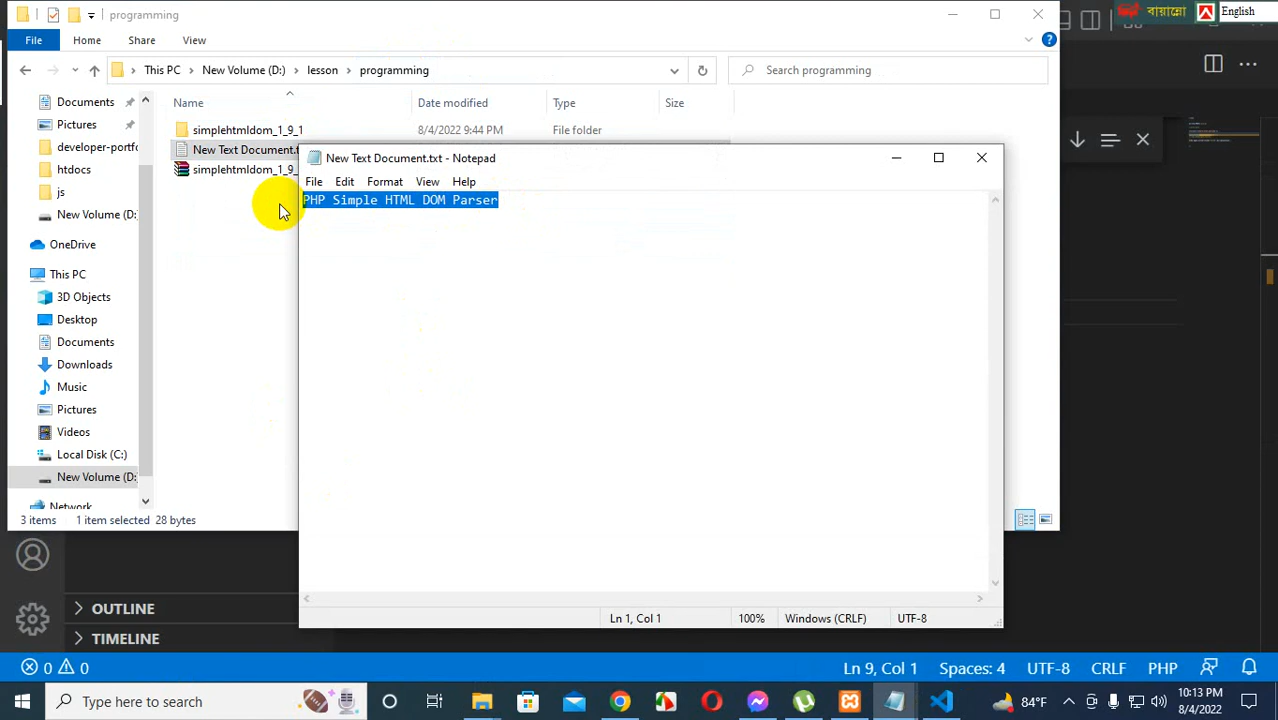 programming
বায়ান্নো
English
File
Home
Share
View
This PC
New Volume (D:)
lesson
programming
Search programming
Documents
Pictures
developer-portfo
htdocs
js
New Volume (D:
OneDrive
This PC
3D Objects
Desktop
Documents
Downloads
Music
Pictures
Videos
Local Disk (C:)
New Volume (D:
Network
Name
Date modified
Type
Size
simplehtmldom_1_9_1
8/4/2022 9:44 PM
File folder
New Text Document.t
simplehtmldom_1_9_
3 items
1 item selected
28 bytes
New Text Document.txt - Notepad
File
Edit
Format
View
Help
PHP Simple HTML DOM Parser
Ln 1, Col 1
100%
Windows (CRLF)
UTF-8
OUTLINE
TIMELINE
0
0
Ln 9, Col 1
Spaces: 4
UTF-8
CRLF
PHP
Type here to search
84°F
10:13 PM
8/4/2022